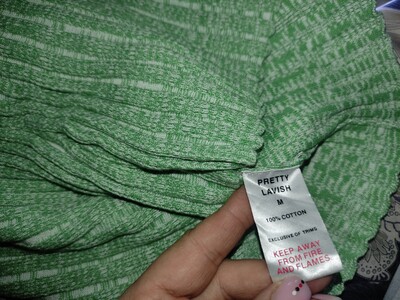 PRETTY
LAVISH
M
100% COTTON
EXCLUSIVE OF TRIMS
KEEP AWAY
FROM FIRE
AND FLAMES